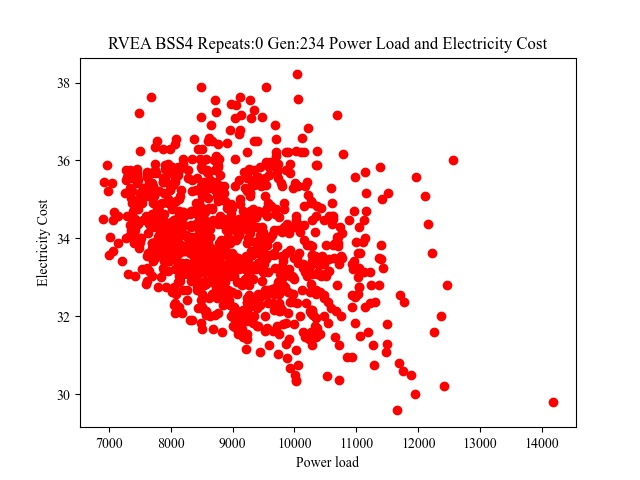 RVEA BSS4 Repeats:0 Gen:234 Power Load and Electricity Cost
38
36
34
32
30
Electricity Cost
7000 8000 9000 10000 11000 12000 13000 14000
Power load